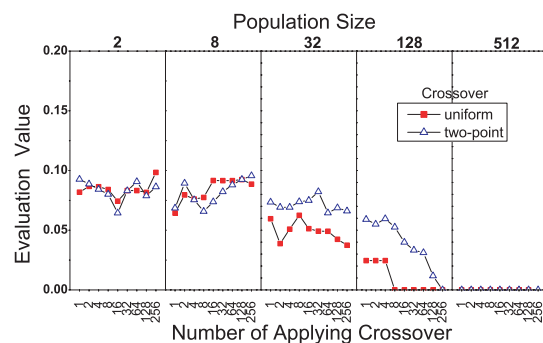 Population Size
2 8 32 128 512
Evaluation Value
0.20
0.15
0.10
0.05
0.00
Crossover
uniform
two-point
1 2 4 8 16 32 64 128 256 1 2 4 8 16 32 64 128 256 1 2 4 8 16 32 64 128 256 1 2 4 8 16 32 64 128 256 1 2 4 8 16 32 64 128 256
Number of Applying Crossover